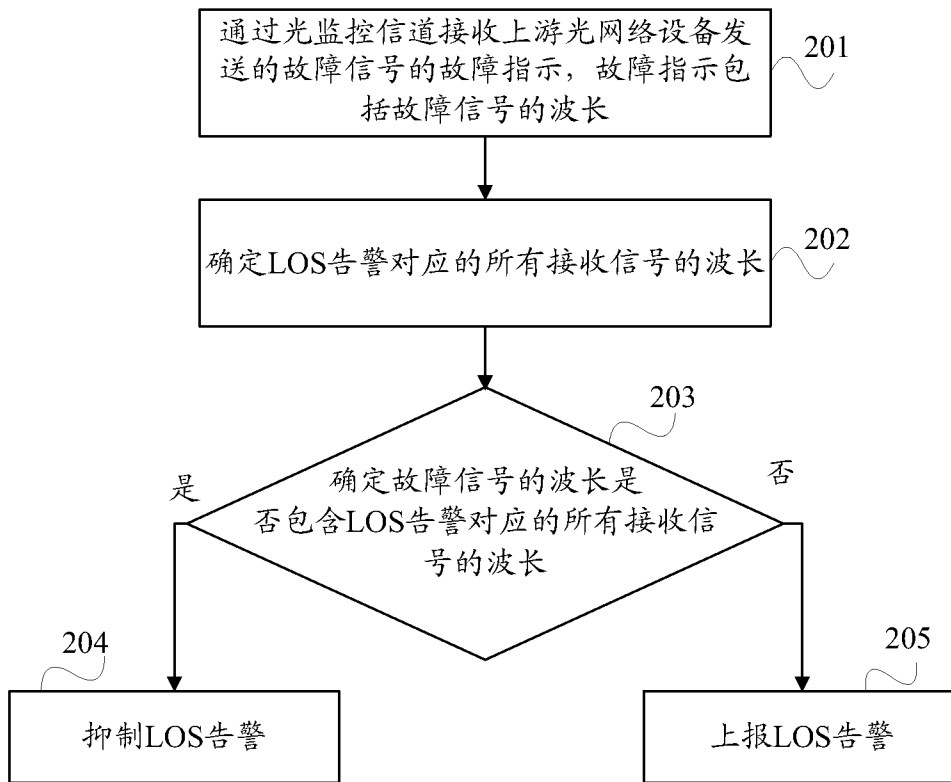 通过光监控信道接收上游光网络设备发
送的故障信号的故障指示，故障指示包
括故障信号的波长
201
确定LOS告警对应的所有接收信号的波长
202
203
是
否
确定故障信号的波长是
否包含LOS告警对应的所有接收信
号的波长
204
205
抑制LOS告警
上报LOS告警